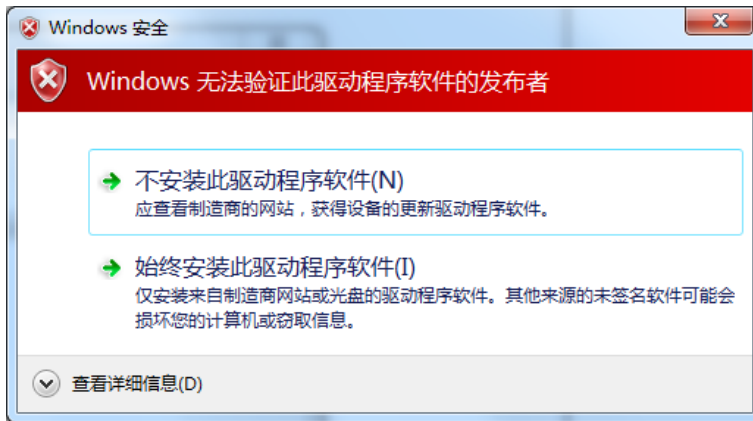 Windows 安全
Windows 无法验证此驱动程序软件的发布者
不安装此驱动程序软件(N)
应查看制造商的网站，获得设备的更新驱动程序软件。
始终安装此驱动程序软件(I)
仅安装来自制造商网站或光盘的驱动程序软件。其他来源的未签名软件可能会
损坏您的计算机或窃取信息。
查看详细信息(D)